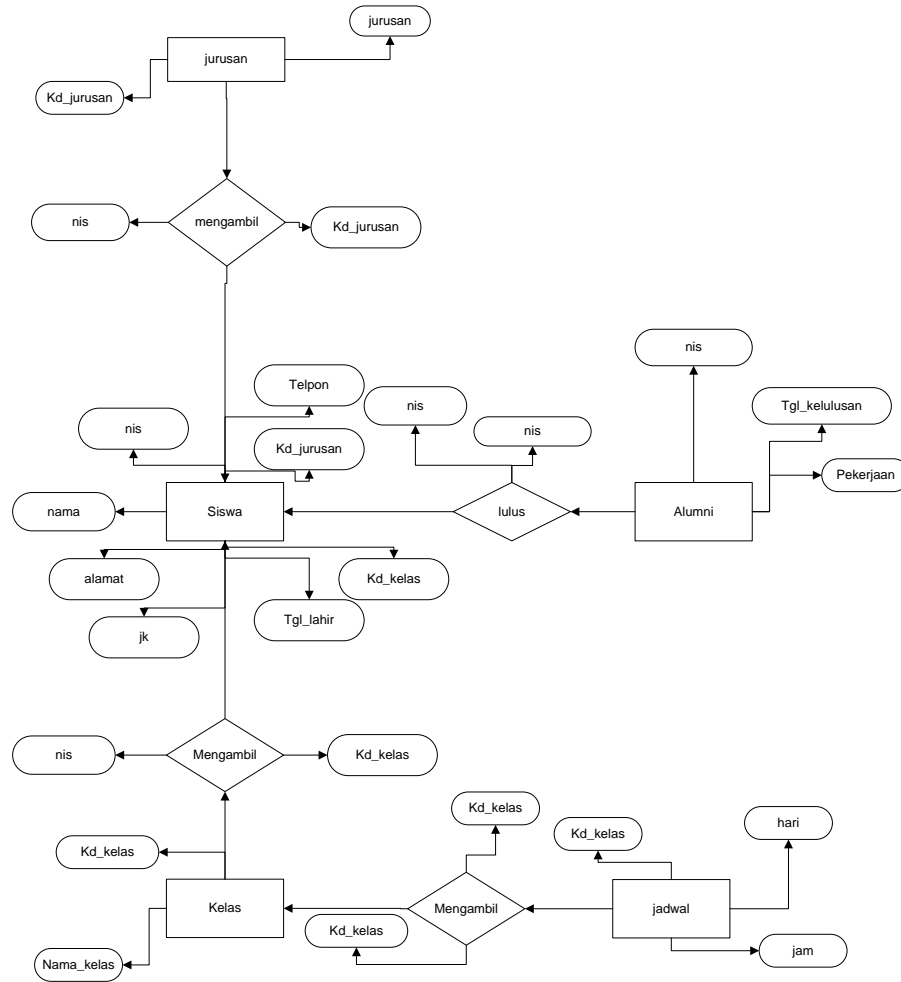 jurusan
jurusan
Kd_jurusan
nis
mengambil
Kd_jurusan
nis
Telpon
Tgl_kelulusan
nis
nis
nis
Kd_jurusan
Pekerjaan
nama
Siswa
lulus
Alumni
alamat
Kd_kelas
Tgl_lahir
jk
nis
Mengambil
Kd_kelas
Kd_kelas
hari
Kd_kelas
Kd_kelas
Kelas
Mengambil
jadwal
Kd_kelas
Nama_kelas
jam